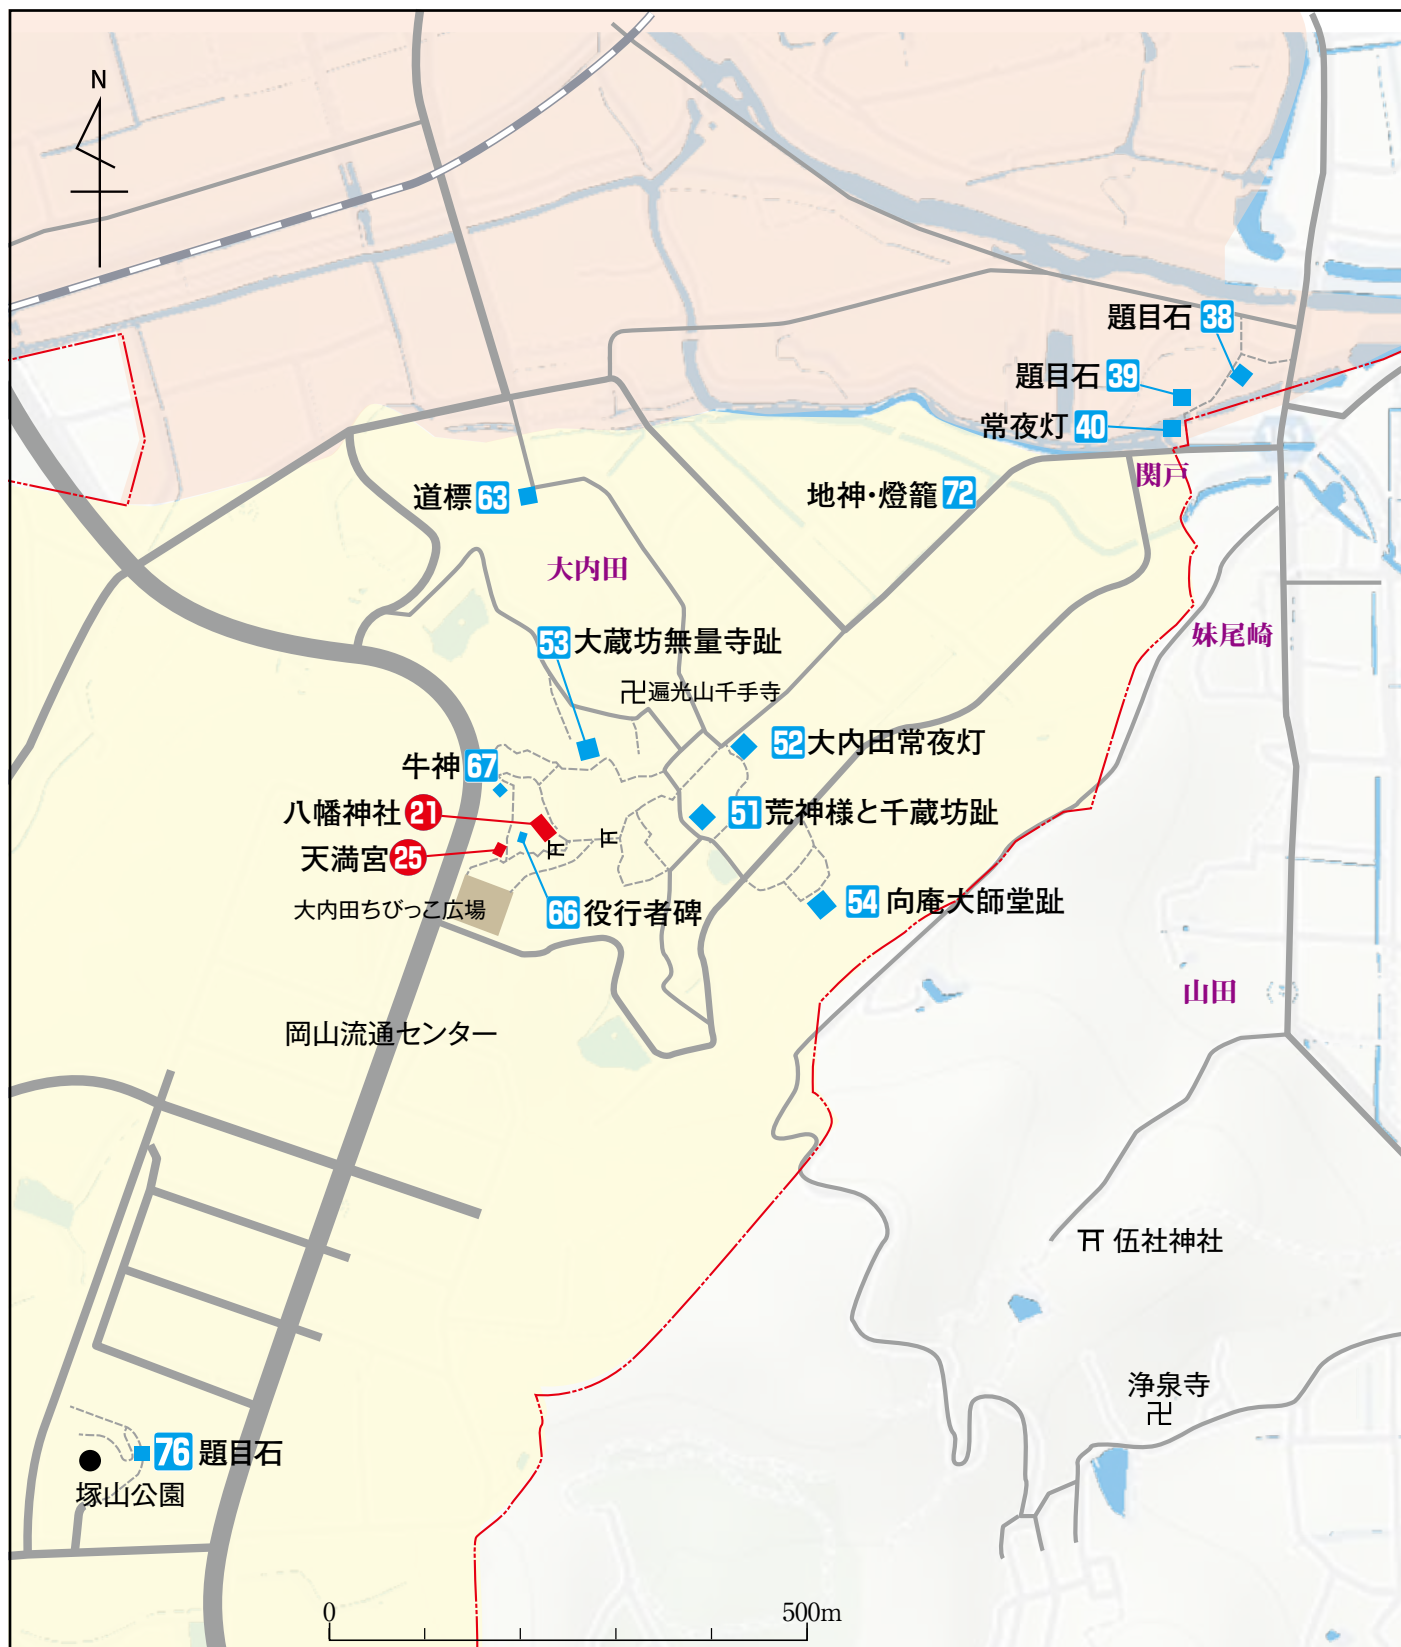 N
題目石 38
題目石 39
常夜灯 40
関戸
道標 63
地神・燈籠 72
大内田
妹尾崎
53 大蔵坊無量寺趾
卍遍光山千手寺
52 大内田常夜灯
牛神 67
八幡神社 21
51 荒神様と千蔵坊趾
天満宮 25
大内田ちびっこ広場
66 役行者碑
54 向庵大師堂趾
山田
岡山流通センター
伍社神社
浄泉寺
卍
76 題目石
塚山公園
0 500m